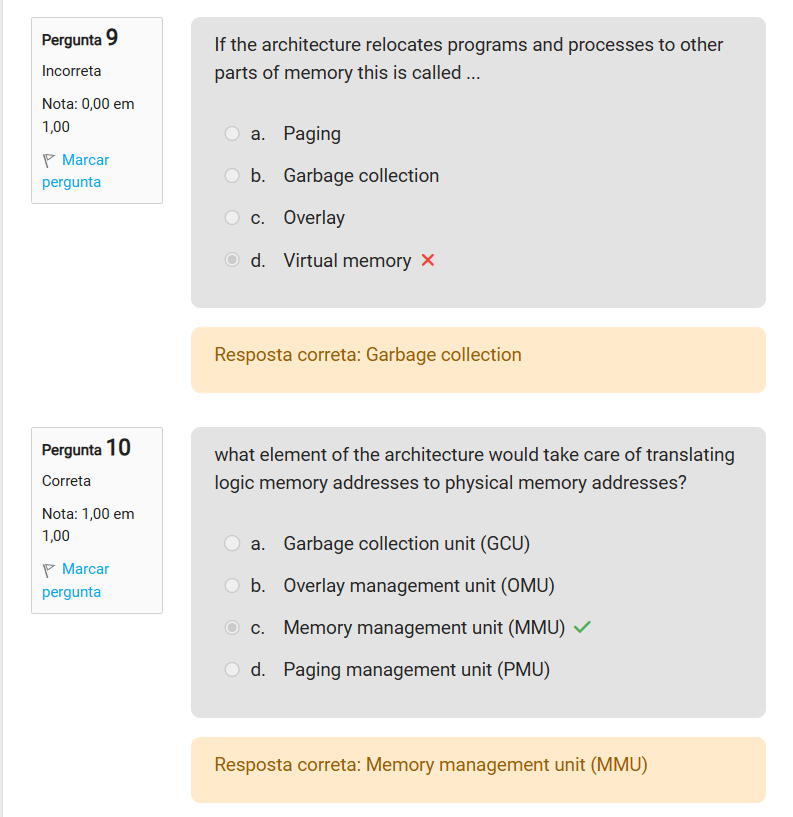 Pergunta 9
Incorreta
Nota: 0,00 em
1,00
Marcar
pergunta
If the architecture relocates programs and processes to other
parts of memory this is called ...
a. Paging
b. Garbage collection
c. Overlay
d. Virtual memory
Resposta correta: Garbage collection
Pergunta 10
Correta
Nota: 1,00 em
1,00
Marcar
pergunta
what element of the architecture would take care of translating
logic memory addresses to physical memory addresses?
a. Garbage collection unit (GCU)
b. Overlay management unit (OMU)
c. Memory management unit (MMU)
d. Paging management unit (PMU)
Resposta correta: Memory management unit (MMU)